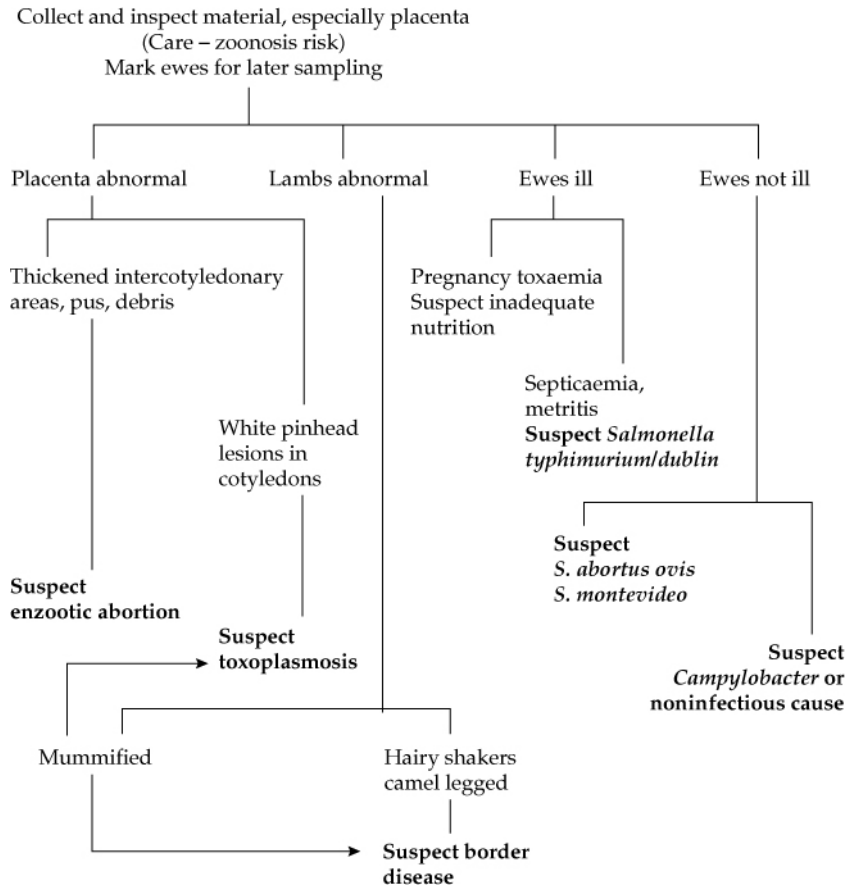 Collect and inspect material, especially placenta
(Care – zoonosis risk)
Mark ewes for later sampling
Placenta abnormal
Lambs abnormal
Ewes ill
Ewes not ill
Thickened intercotyledonary
areas, pus, debris
Pregnancy toxaemia
Suspect inadequate
nutrition
Septicaemia,
metritis
Suspect Salmonella
typhimurium/dublin
White pinhead
lesions in
cotyledons
Suspect
S. abortus ovis
S. montevideo
Suspect
enzootic abortion
Suspect
toxoplasmosis
Suspect
Campylobacter or
noninfectious cause
Mummified
Hairy shakers
camel legged
Suspect border
disease